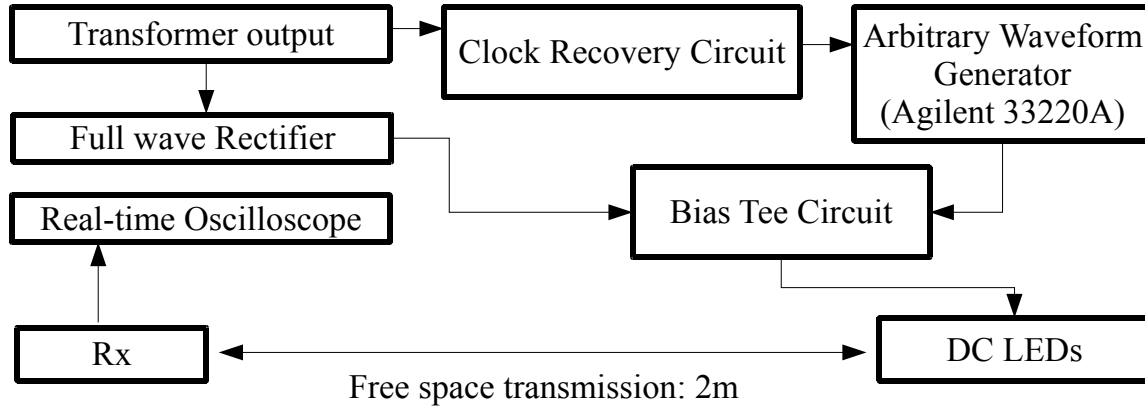 Transformer output
Clock Recovery Circuit
Arbitrary Waveform
Generator
(Agilent 33220A)
Full wave Rectifier
Real-time Oscilloscope
Bias Tee Circuit
Rx
DC LEDs
Free space transmission: 2m